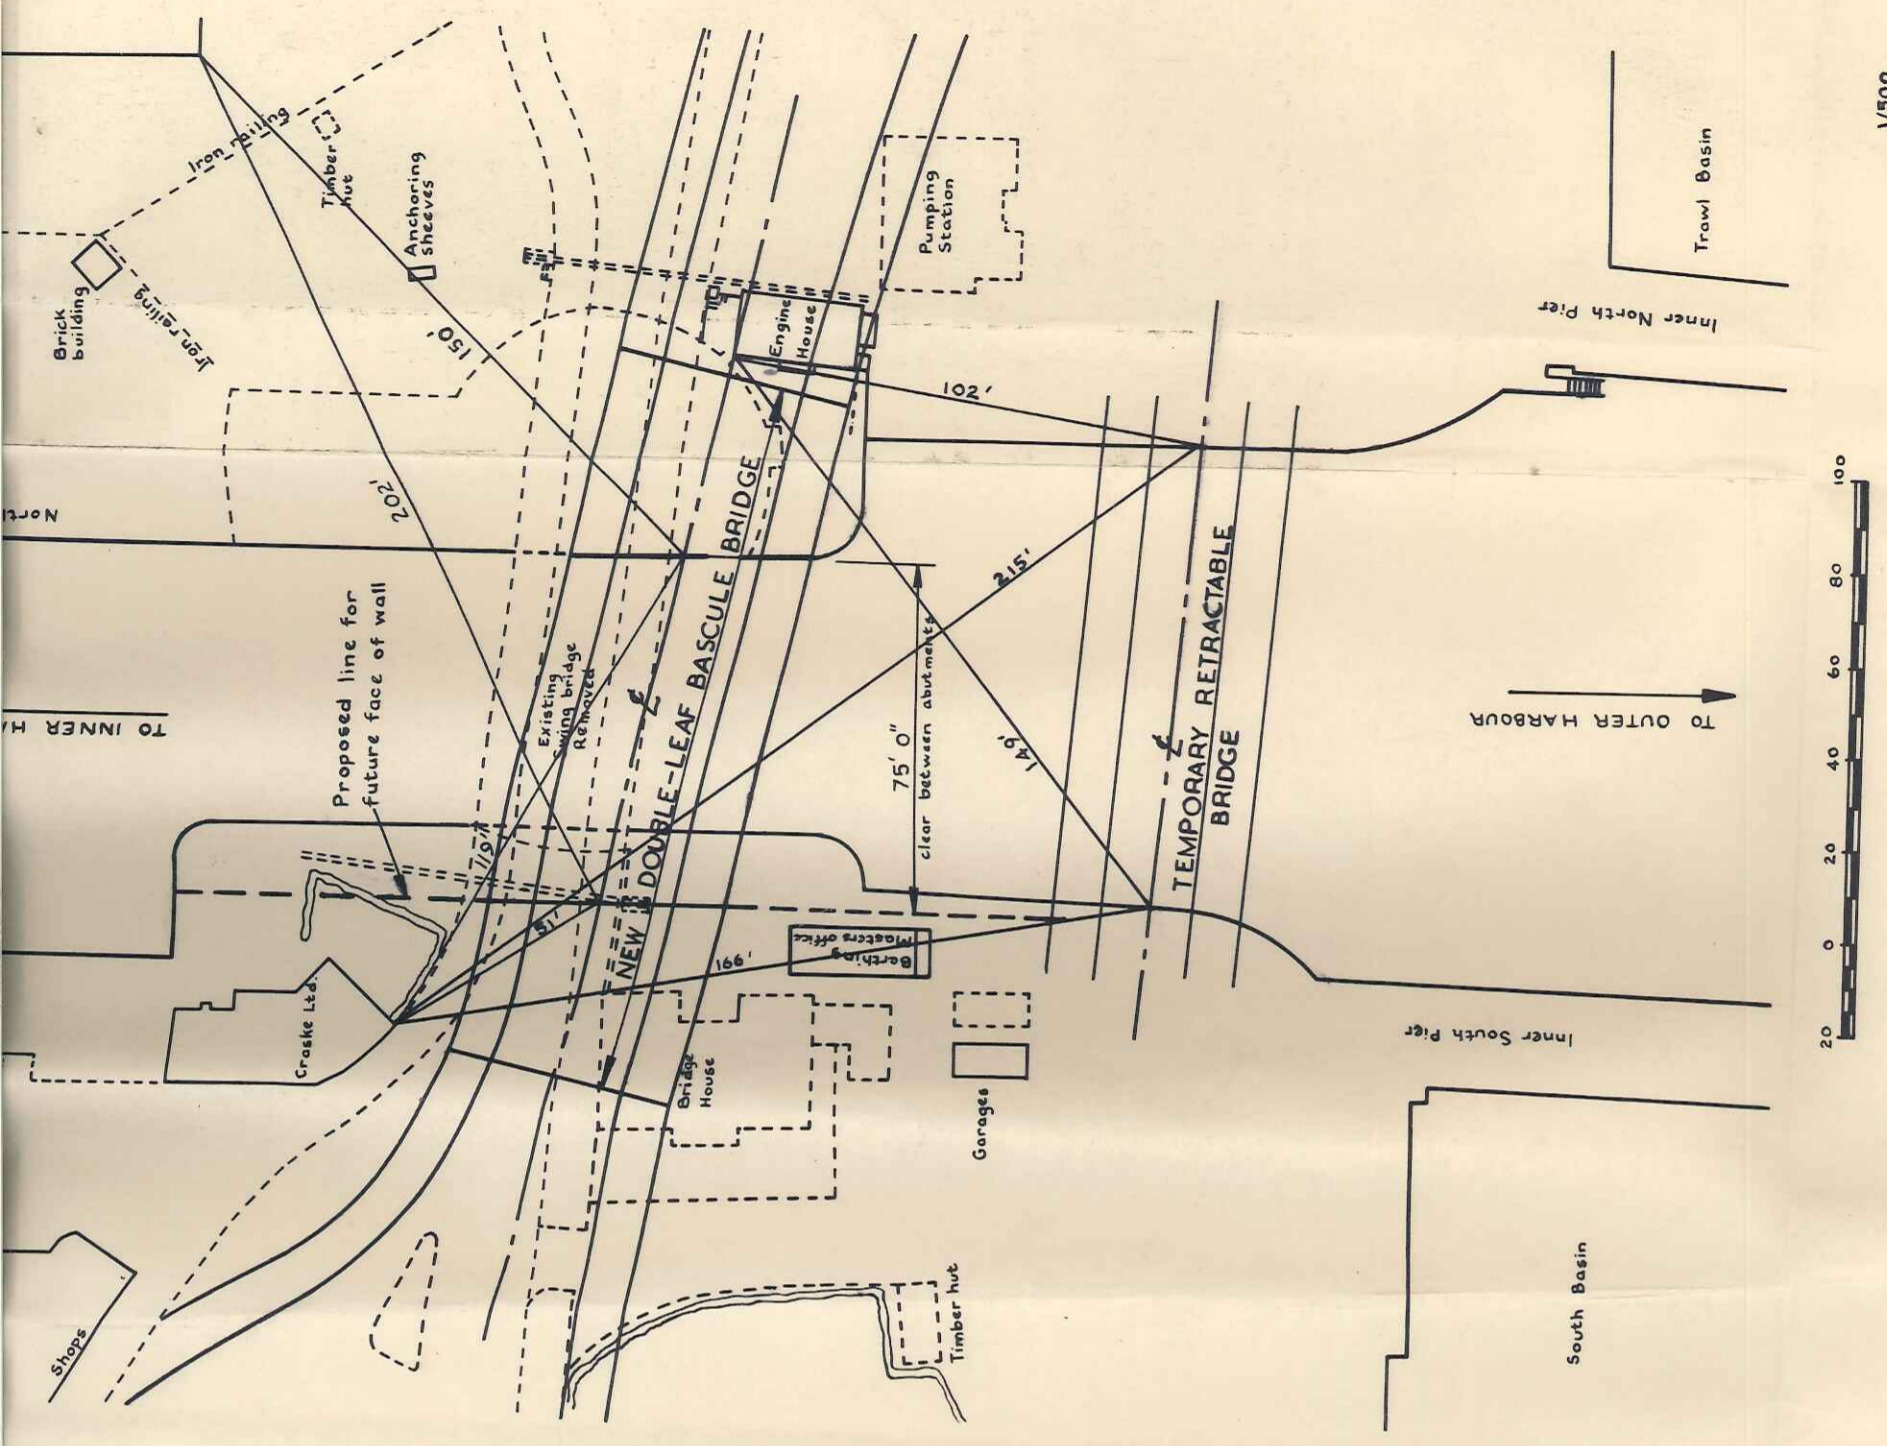 Iron railing
Timber
hut
Anchoring
sheeves
Brick
building
Iron railing
150'
202'
Pumping
Station
Engine
House
102'
Trawl Basin
Inner North Pier
1/500
TO INNER
Proposed line for
future face of wall
Existing
swing bridge
Removed
NEW DOUBLE-LEAF BASCULE BRIDGE
℄
75' 0"
clear between abutments
215'
149'
℄
TEMPORARY RETRACTABLE
BRIDGE
TO OUTER HARBOUR
119'
51'
166'
Berthing
Masters office
Craske Ltd.
Bridge
House
Garages
Inner South Pier
Shops
Timber hut
South Basin
20 0 20 40 60 80 100